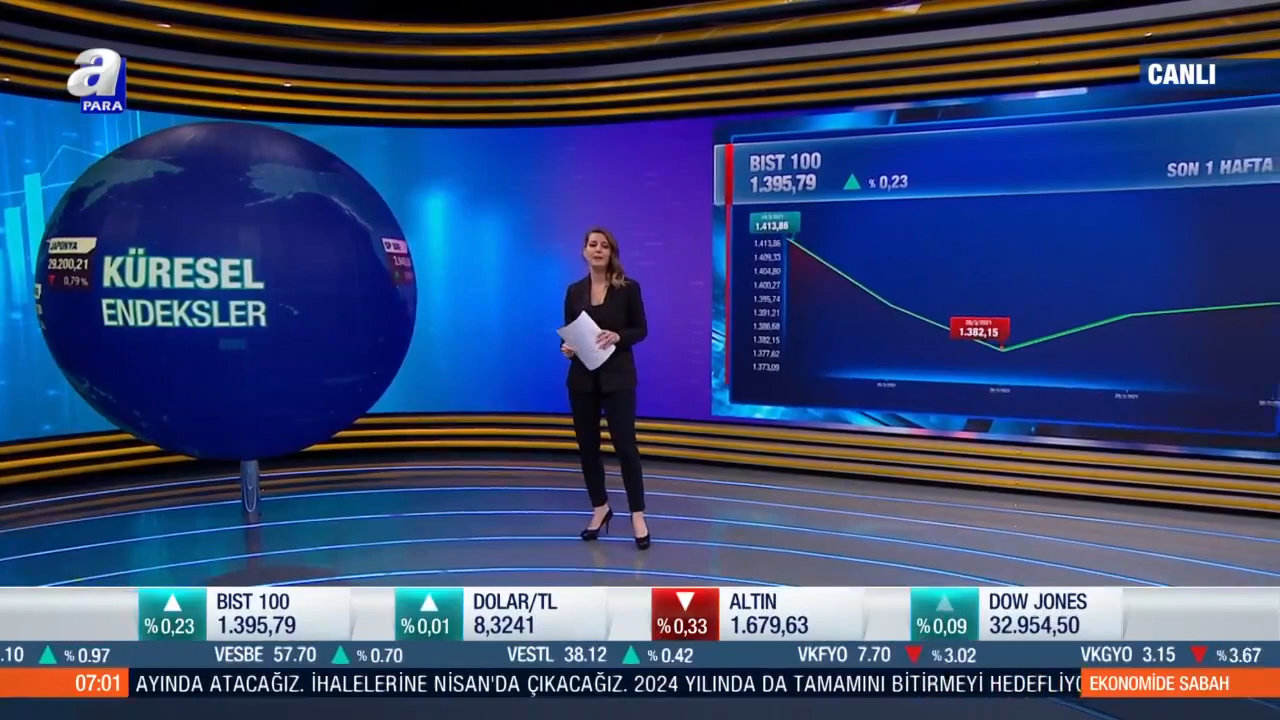 a
PARA
CANLI
JAPONYA
29.200,21
0,79%
KÜRESEL
ENDEKSLER
BIST 100
1.395,79
% 0,23
SON 1 HAFTA
1.413,86
1.413,86
1.409,33
1.404,80
1.400,27
1.395,74
1.391,21
1.386,68
1.382,15
1.377,62
1.373,09
1.382,15
%0,23
BIST 100
1.395,79
%0,01
DOLAR/TL
8,3241
%0,33
ALTIN
1.679,63
%0,09
DOW JONES
32.954,50
.10 %0.97 VESBE 57.70 %0.70 VESTL 38.12 %0.42 VKFYO 7.70 %3.02 VKGYO 3.15 %3.67
07:01 AYINDA ATACAĞIZ. İHALELERİNE NİSAN'DA ÇIKACAĞIZ. 2024 YILINDA DA TAMAMINI BİTİRMEYİ HEDEFLİYO EKONOMİDE SABAH